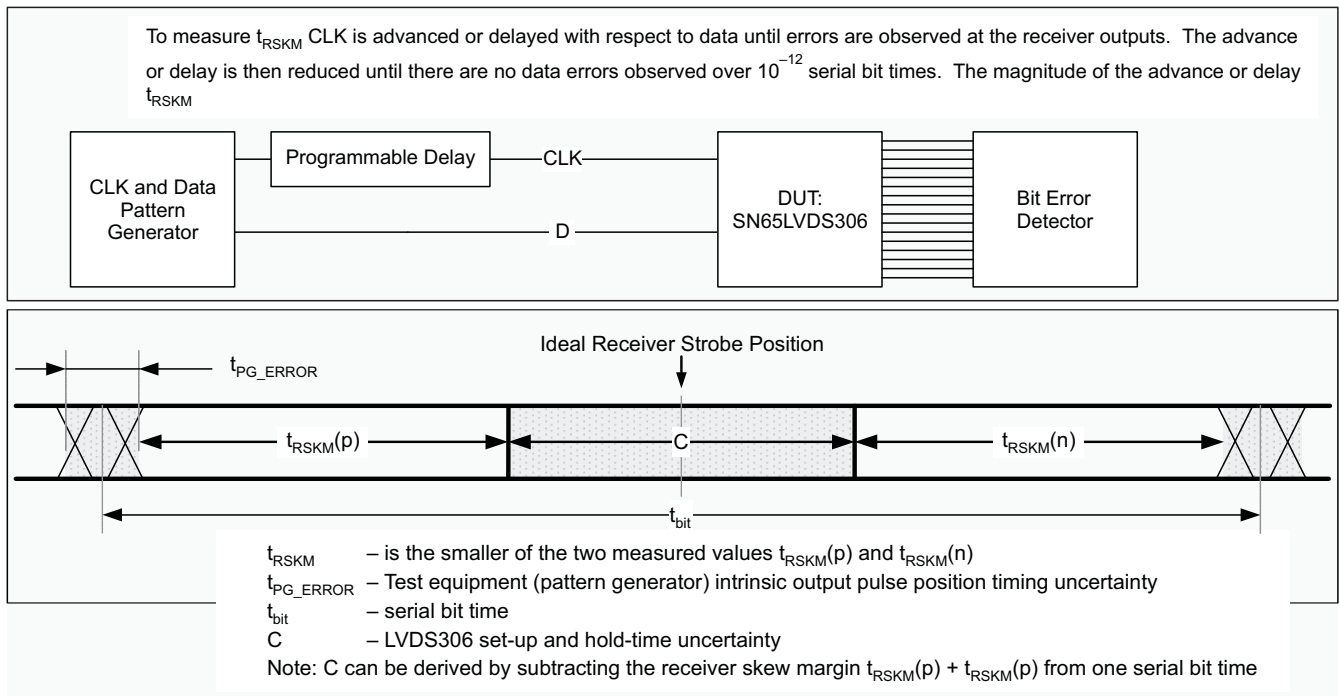 To measure tRSKM CLK is advanced or delayed with respect to data until errors are observed at the receiver outputs. The advance
or delay is then reduced until there are no data errors observed over 10−12 serial bit times. The magnitude of the advance or delay
tRSKM
CLK and Data
Pattern
Generator
Programmable Delay
CLK
D
DUT:
SN65LVDS306
Bit Error
Detector
Ideal Receiver Strobe Position
tPG_ERROR
tRSKM(p)
C
tRSKM(n)
tbit
tRSKM – is the smaller of the two measured values tRSKM(p) and tRSKM(n)
tPG_ERROR – Test equipment (pattern generator) intrinsic output pulse position timing uncertainty
tbit – serial bit time
C – LVDS306 set-up and hold-time uncertainty
Note: C can be derived by subtracting the receiver skew margin tRSKM(p) + tRSKM(p) from one serial bit time